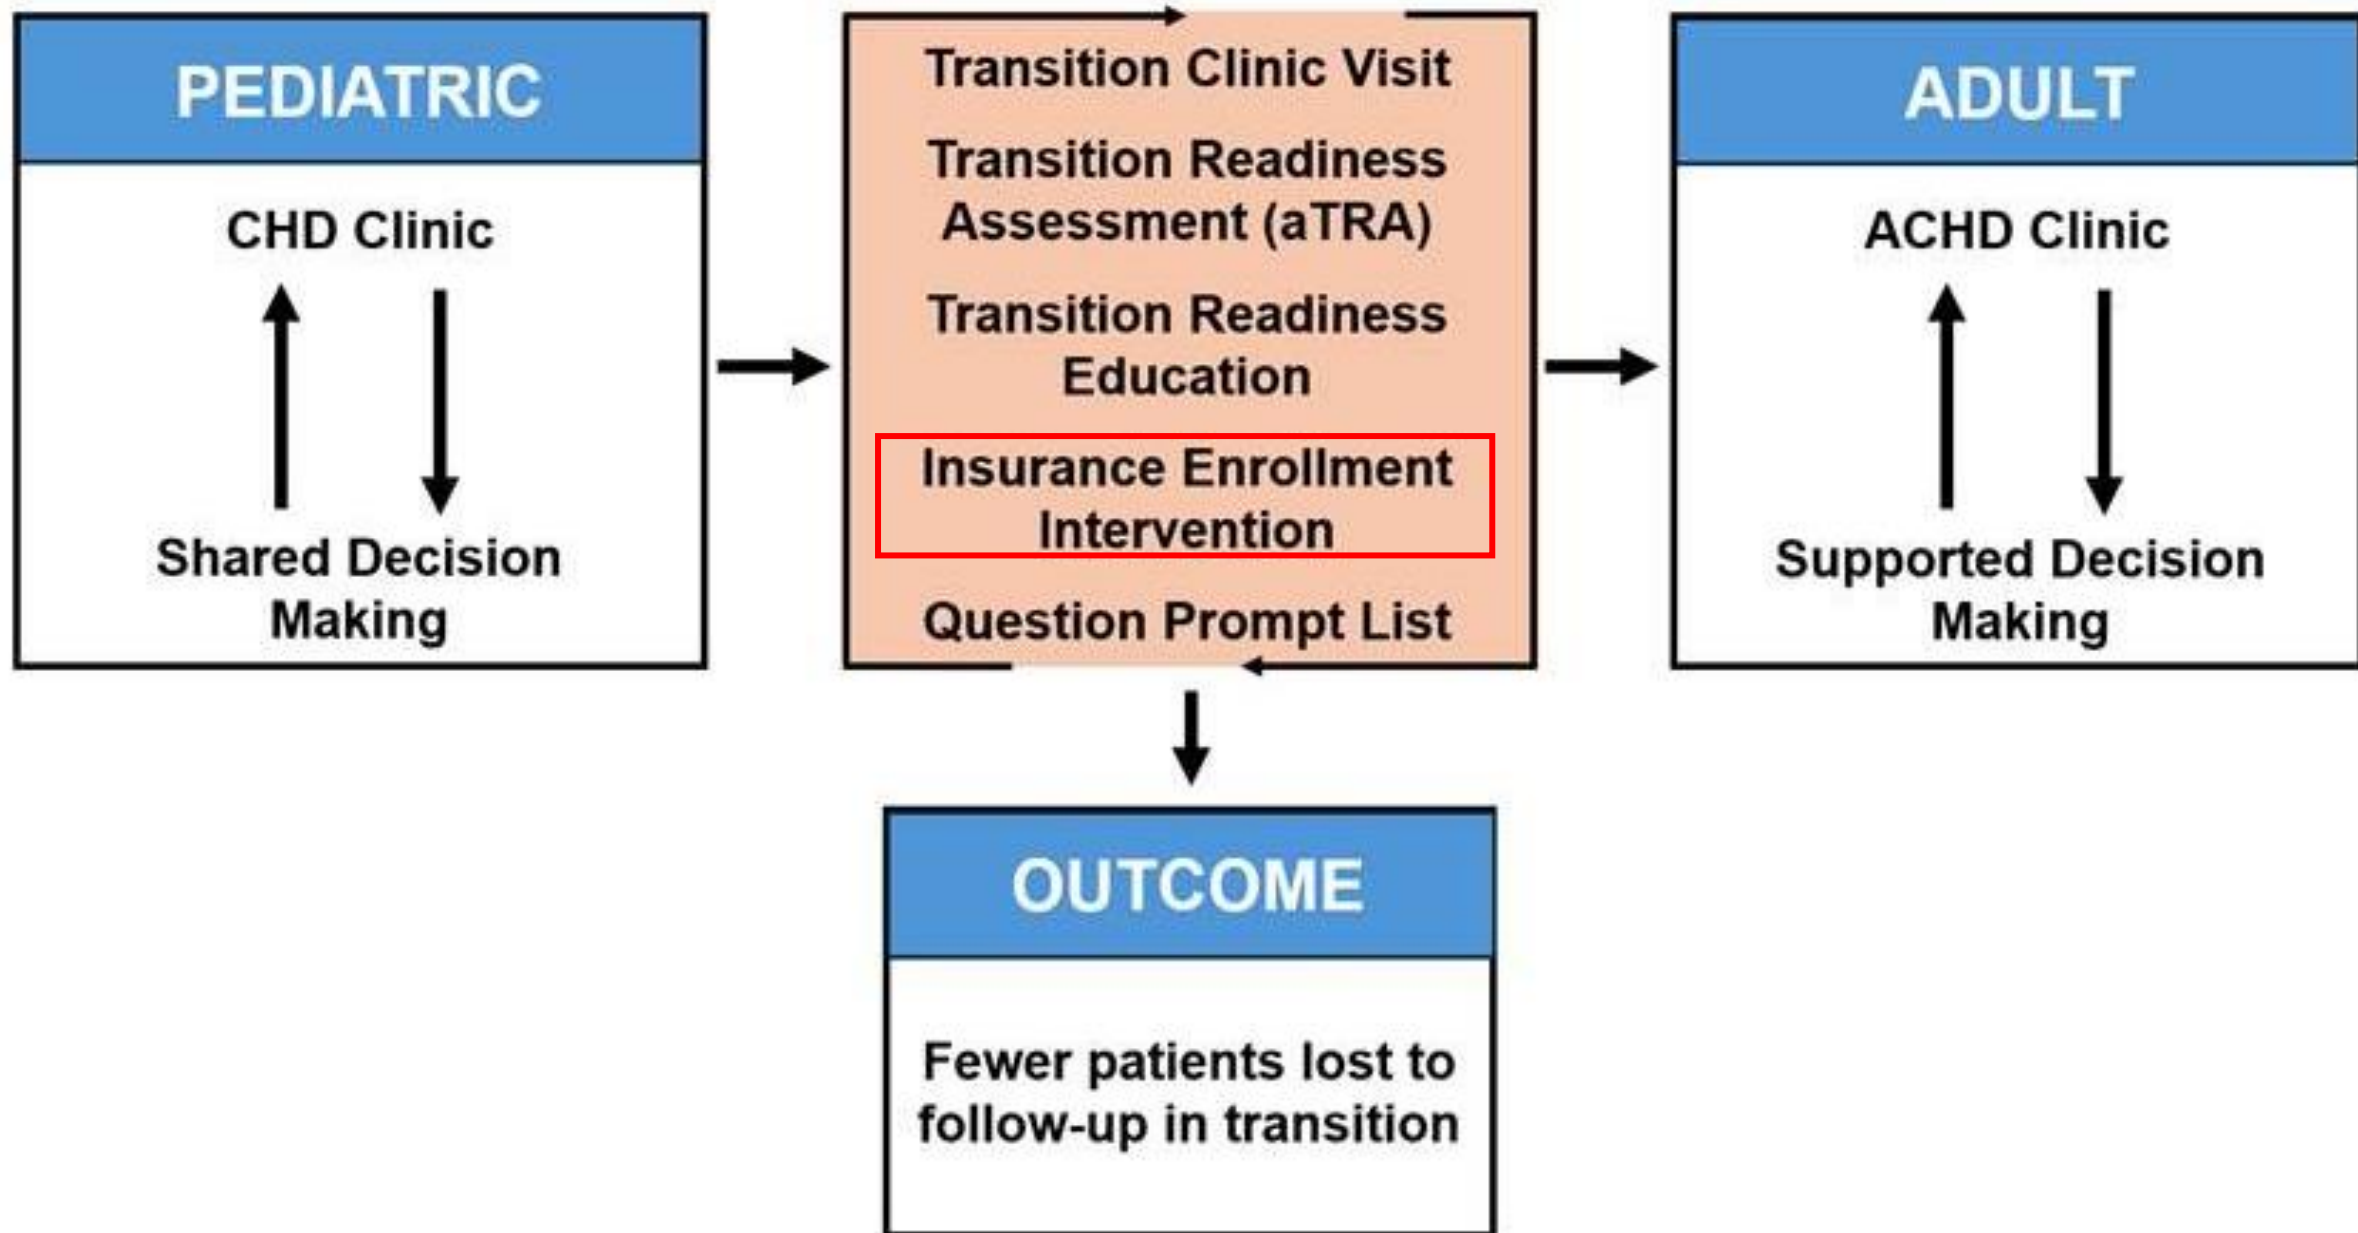 PEDIATRIC
CHD Clinic
Shared Decision
Making
Transition Clinic Visit
Transition Readiness
Assessment (aTRA)
Transition Readiness
Education
Insurance Enrollment
Intervention
Question Prompt List
ADULT
ACHD Clinic
Supported Decision
Making
OUTCOME
Fewer patients lost to
follow-up in transition